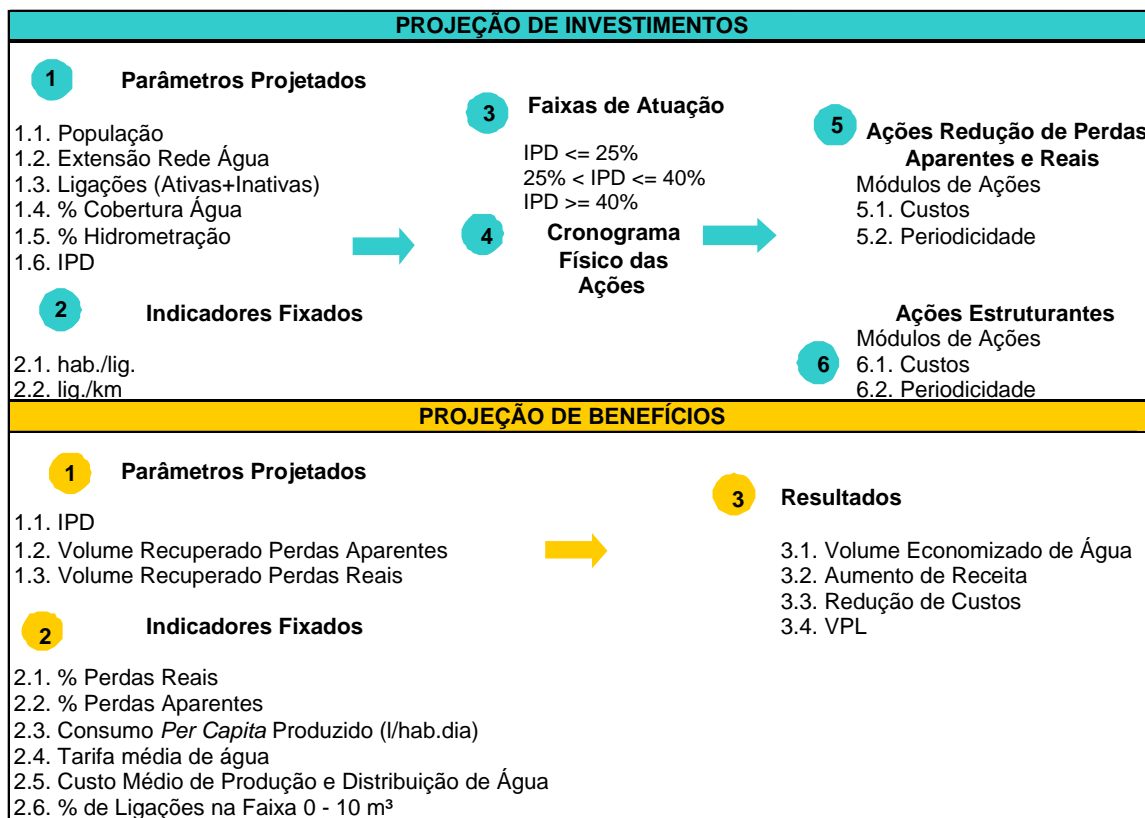 PROJEÇÃO DE INVESTIMENTOS
1
Parâmetros Projetados
1.1. População
1.2. Extensão Rede Água
1.3. Ligações (Ativas+Inativas)
1.4. % Cobertura Água
1.5. % Hidrometração
1.6. IPD
2
Indicadores Fixados
2.1. hab./lig.
2.2. lig./km
3
Faixas de Atuação
IPD <= 25%
25% < IPD <= 40%
IPD >= 40%
4
Cronograma
Físico das
Ações
5
Ações Redução de Perdas
Aparentes e Reais
Módulos de Ações
5.1. Custos
5.2. Periodicidade
Ações Estruturantes
Módulos de Ações
6
6.1. Custos
6.2. Periodicidade
PROJEÇÃO DE BENEFÍCIOS
1
Parâmetros Projetados
1.1. IPD
1.2. Volume Recuperado Perdas Aparentes
1.3. Volume Recuperado Perdas Reais
2
Indicadores Fixados
2.1. % Perdas Reais
2.2. % Perdas Aparentes
2.3. Consumo Per Capita Produzido (l/hab.dia)
2.4. Tarifa média de água
2.5. Custo Médio de Produção e Distribuição de Água
2.6. % de Ligações na Faixa 0 - 10 m³
3
Resultados
3.1. Volume Economizado de Água
3.2. Aumento de Receita
3.3. Redução de Custos
3.4. VPL